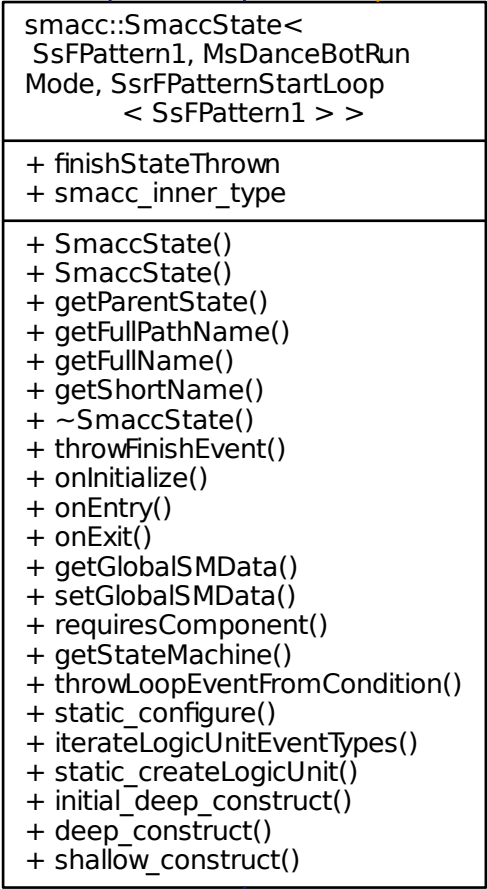 smacc::SmaccState<
SsFPattern1, MsDanceBotRun
Mode, SsrFPatternStartLoop
< SsFPattern1 > >
+ finishStateThrown
+ smacc_inner_type
+ SmaccState()
+ SmaccState()
+ getParentState()
+ getFullPathName()
+ getFullName()
+ getShortName()
+ ~SmaccState()
+ throwFinishEvent()
+ onInitialize()
+ onEntry()
+ onExit()
+ getGlobalSMData()
+ setGlobalSMData()
+ requiresComponent()
+ getStateMachine()
+ throwLoopEventFromCondition()
+ static_configure()
+ iterateLogicUnitEventTypes()
+ static_createLogicUnit()
+ initial_deep_construct()
+ deep_construct()
+ shallow_construct()